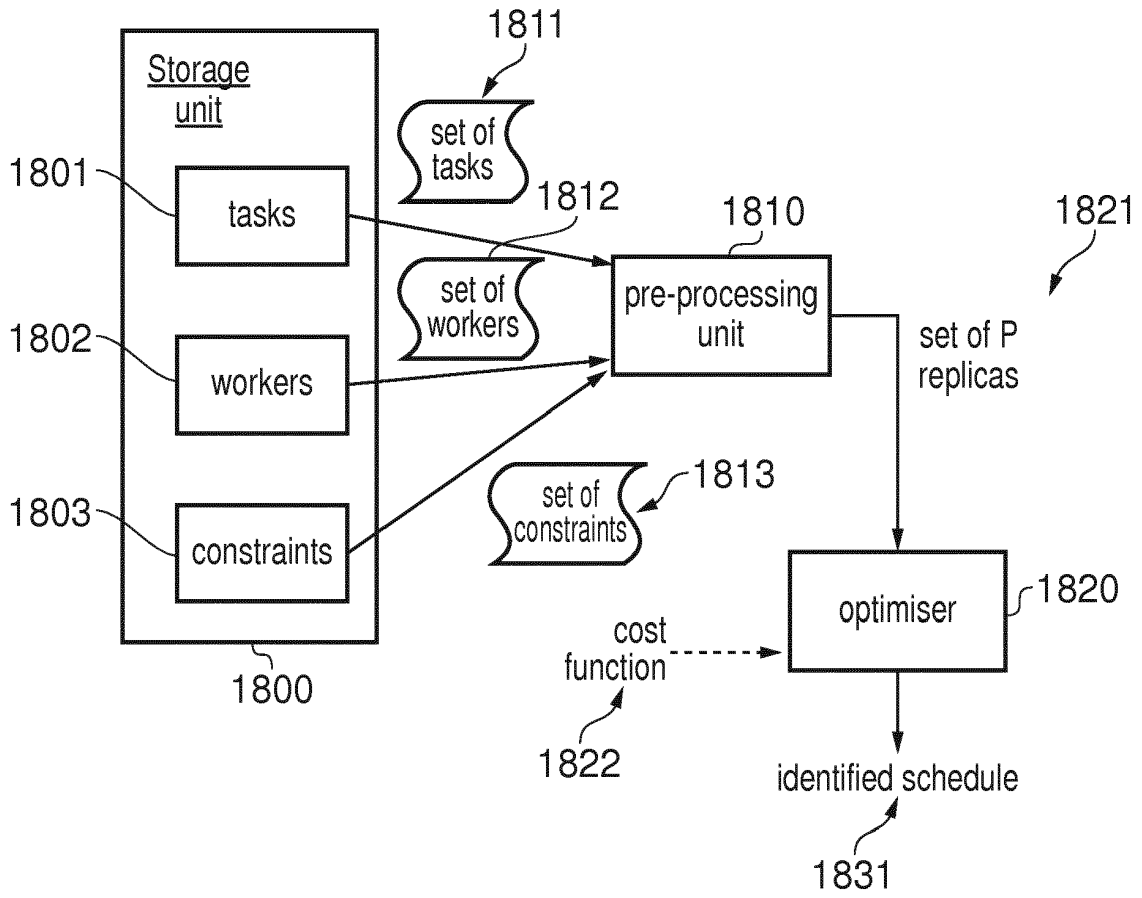 1811
Storage
unit
set of
tasks
1801
tasks
1812
1810
1821
set of
workers
pre-processing
unit
set of P
replicas
1802
workers
1813
set of
constraints
1803
constraints
optimiser
1820
cost
function
1800
1822
identified schedule
1831